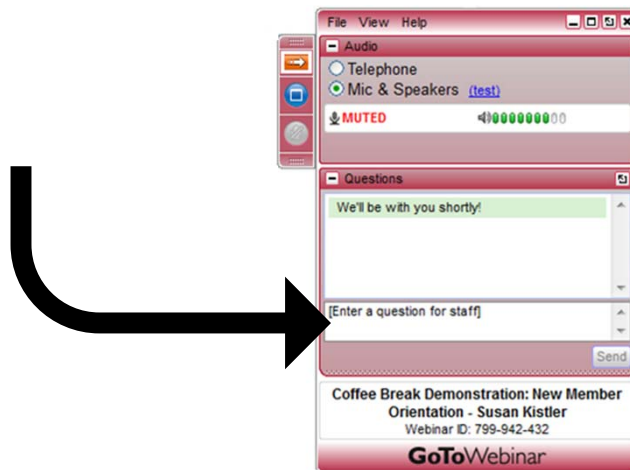 File View Help
Audio
Telephone
Mic & Speakers (test)
MUTED
Questions
We'll be with you shortly!
[Enter a question for staff]
Send
Coffee Break Demonstration: New Member
Orientation - Susan Kistler
Webinar ID: 799-942-432
GoToWebinar